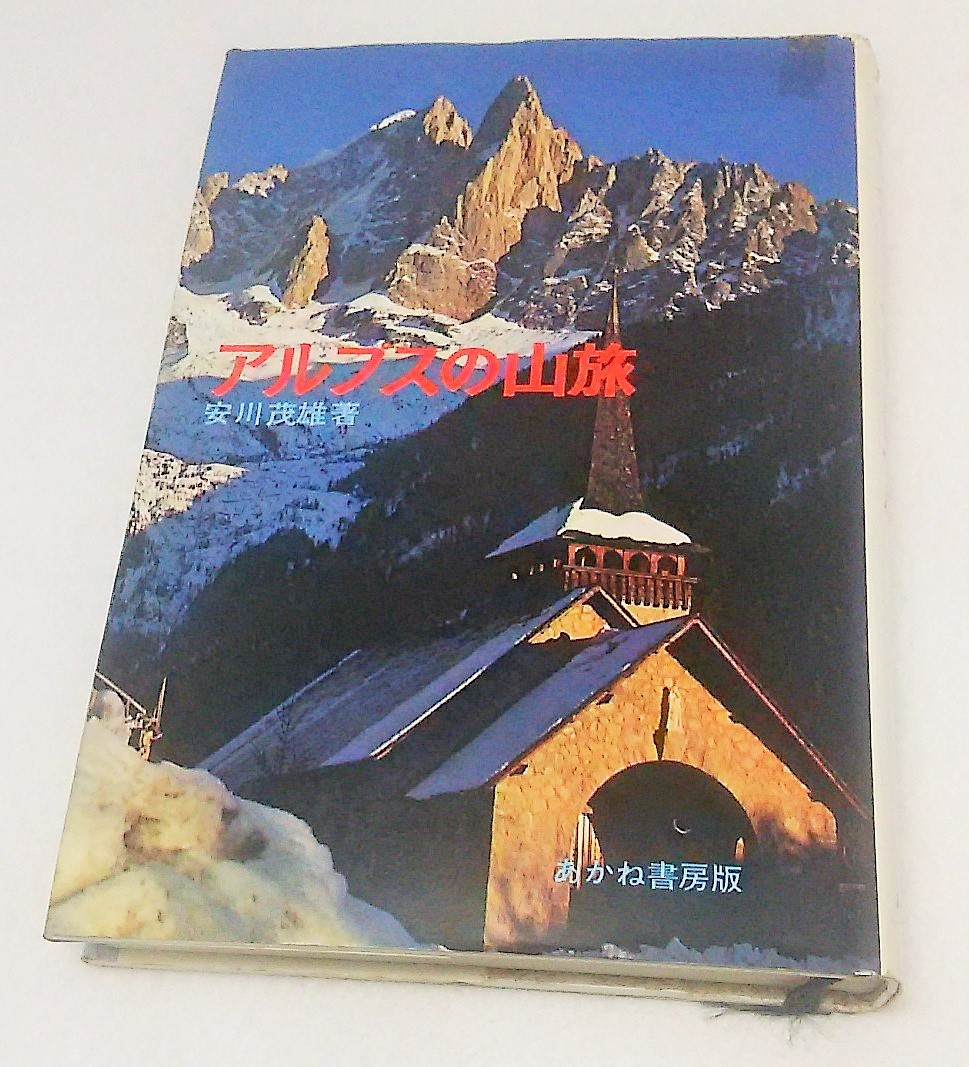 アルプスの山旅
安川茂雄著
あかね書房版